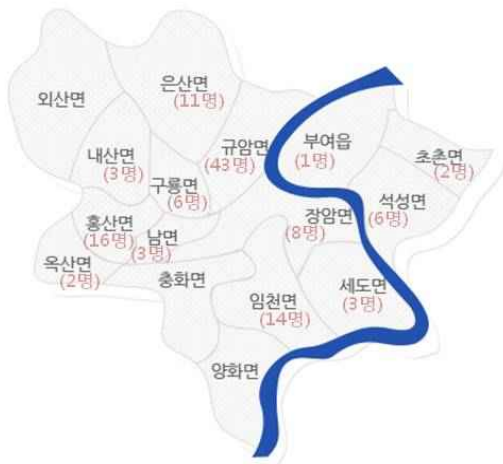 은산면
(11명)
외산면
내산면
(3명)
규암면
(43명)
부여읍
(1명)
초촌면
(2명)
구룡면
(6명)
석성면
(6명)
홍산면
(16명)
남면
(3명)
장암면
(8명)
옥산면
(2명)
충화면
세도면
(3명)
임천면
(14명)
양화면